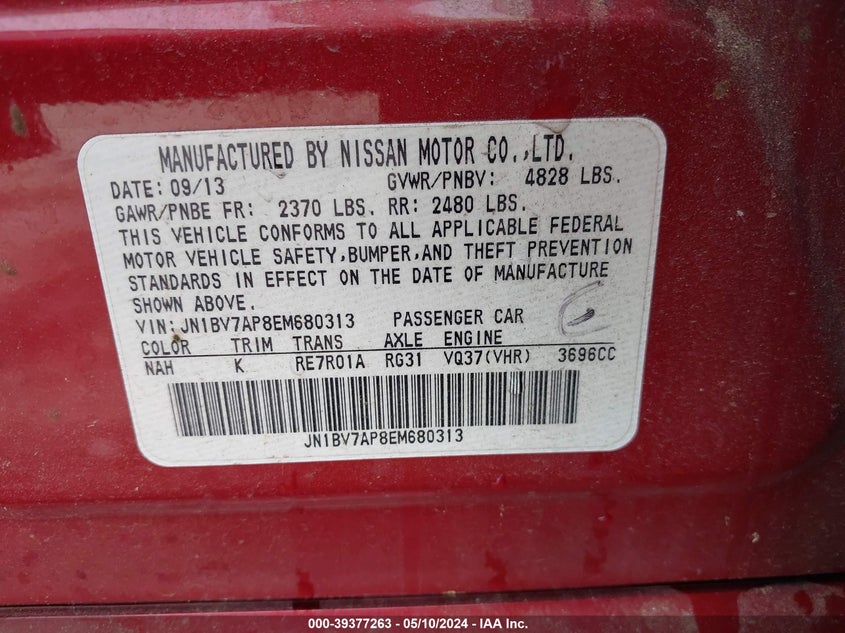 MANUFACTURED BY NISSAN MOTOR CO.,LTD.
DATE: 09/13 GVWR/PNBV: 4828 LBS.
GAWR/PNBE FR: 2370 LBS. RR: 2480 LBS.
THIS VEHICLE CONFORMS TO ALL APPLICABLE FEDERAL
MOTOR VEHICLE SAFETY,BUMPER,AND THEFT PREVENTION
STANDARDS IN EFFECT ON THE DATE OF MANUFACTURE
SHOWN ABOVE.
VIN:JN1BV7AP8EM680313 PASSENGER CAR
COLOR TRIM TRANS AXLE ENGINE
NAH K RE7R01A RG31 VQ37(VHR) 3696CC
JN1BV7AP8EM680313
000-39377263 - 05/10/2024 - IAA Inc.